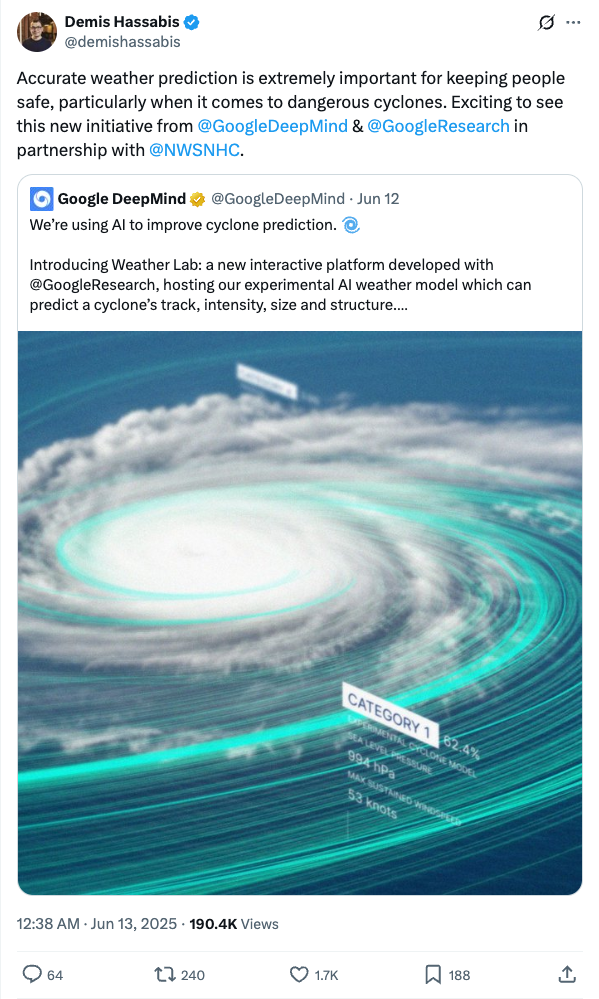 Demis Hassabis
@demishassabis
Accurate weather prediction is extremely important for keeping people
safe, particularly when it comes to dangerous cyclones. Exciting to see
this new initiative from @GoogleDeepMind & @GoogleResearch in
partnership with @NWSNHC.
Google DeepMind @GoogleDeepMind · Jun 12
We’re using AI to improve cyclone prediction.
Introducing Weather Lab: a new interactive platform developed with
@GoogleResearch, hosting our experimental AI weather model which can
predict a cyclone’s track, intensity, size and structure....
CATEGORY
CATEGORY 1 62.4%
EXPERIMENTAL CYCLONE MODEL
SEA LEVEL PRESSURE
994 hPa
MAX SUSTAINED WINDSPEED
53 knots
12:38 AM · Jun 13, 2025 · 190.4K Views
64 240 1.7K 188